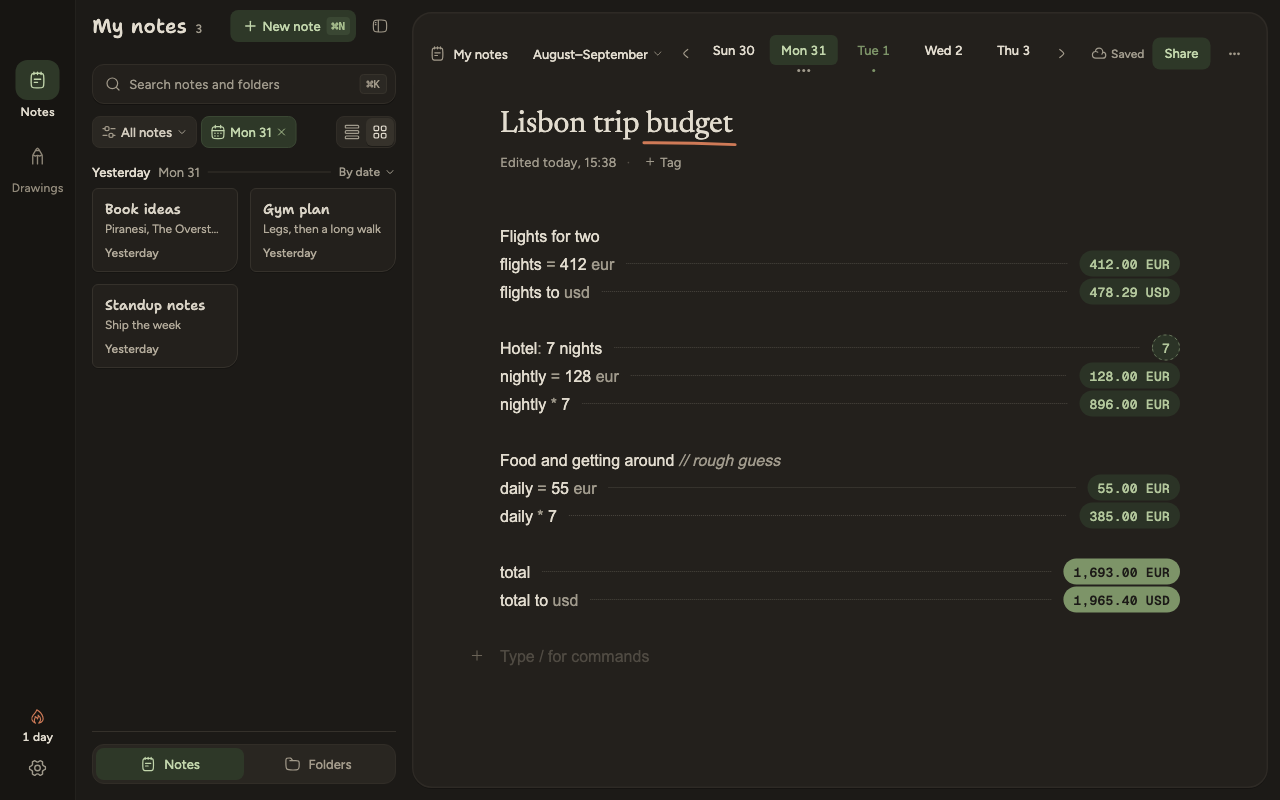 My notes 3
+ New note ⌘N
Notes
Drawings
Search notes and folders ⌘K
All notes
Mon 31 ×
Yesterday Mon 31
By date
Book ideas
Piranesi, The Overst...
Yesterday
Gym plan
Legs, then a long walk
Yesterday
Standup notes
Ship the week
Yesterday
1 day
Notes
Folders
My notes
August–September
Sun 30
Mon 31
Tue 1
Wed 2
Thu 3
Saved
Share
Lisbon trip budget
Edited today, 15:38 · + Tag
Flights for two
flights = 412 eur 412.00 EUR
flights to usd 478.29 USD
Hotel: 7 nights 7
nightly = 128 eur 128.00 EUR
nightly * 7 896.00 EUR
Food and getting around // rough guess
daily = 55 eur 55.00 EUR
daily * 7 385.00 EUR
total 1,693.00 EUR
total to usd 1,965.40 USD
+ Type / for commands